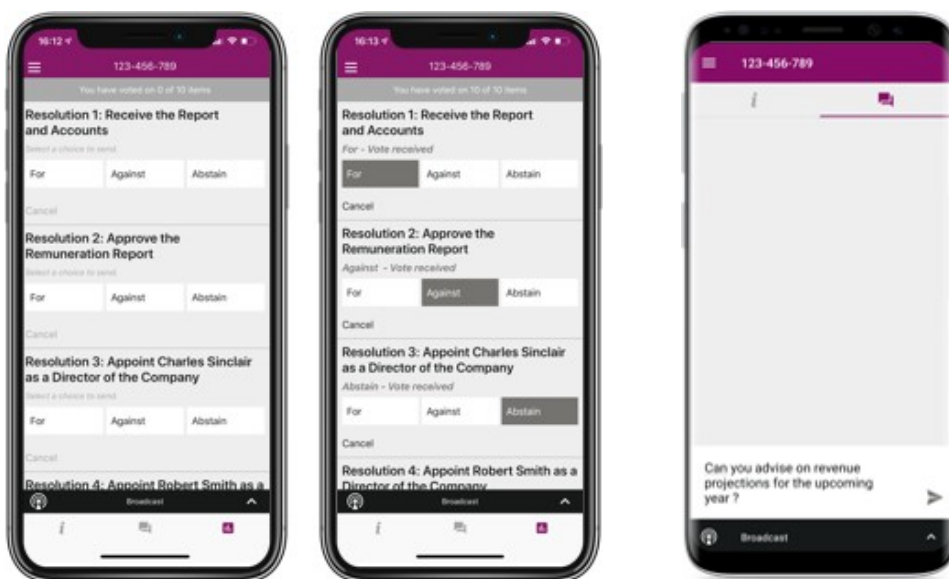 16:12
123-456-789
You have voted on 0 of 10 items
Resolution 1: Receive the Report
and Accounts
Select a choice to send.
For Against Abstain
Cancel
Resolution 2: Approve the
Remuneration Report
Select a choice to send.
For Against Abstain
Cancel
Resolution 3: Appoint Charles Sinclair
as a Director of the Company
Select a choice to send.
For Against Abstain
Cancel
Resolution 4: Appoint Robert Smith as a
Broadcast
i
16:13
123-456-789
You have voted on 10 of 10 items
Resolution 1: Receive the Report
and Accounts
For - Vote received
For Against Abstain
Cancel
Resolution 2: Approve the
Remuneration Report
Against - Vote received
For Against Abstain
Cancel
Resolution 3: Appoint Charles Sinclair
as a Director of the Company
Abstain - Vote received
For Against Abstain
Cancel
Resolution 4: Appoint Robert Smith as a
Director of the Company
Broadcast
i
123-456-789
i
Can you advise on revenue
projections for the upcoming
year ?
Broadcast